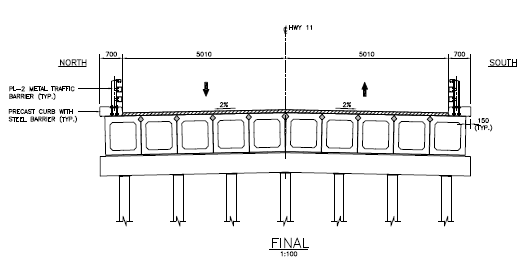 HWY 11
700
5010
5010
700
NORTH
SOUTH
PL-2 METAL TRAFFIC
BARRIER (TYP.)
2%
2%
PRECAST CURB WITH
STEEL BARRIER (TYP.)
150
(TYP.)
FINAL
1:100